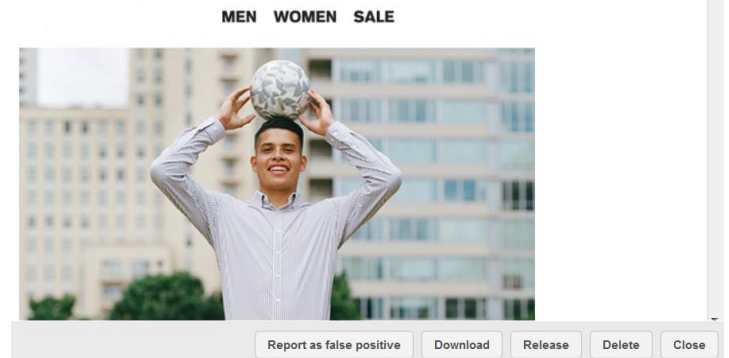 MEN WOMEN SALE
Report as false positive Download Release Delete Close